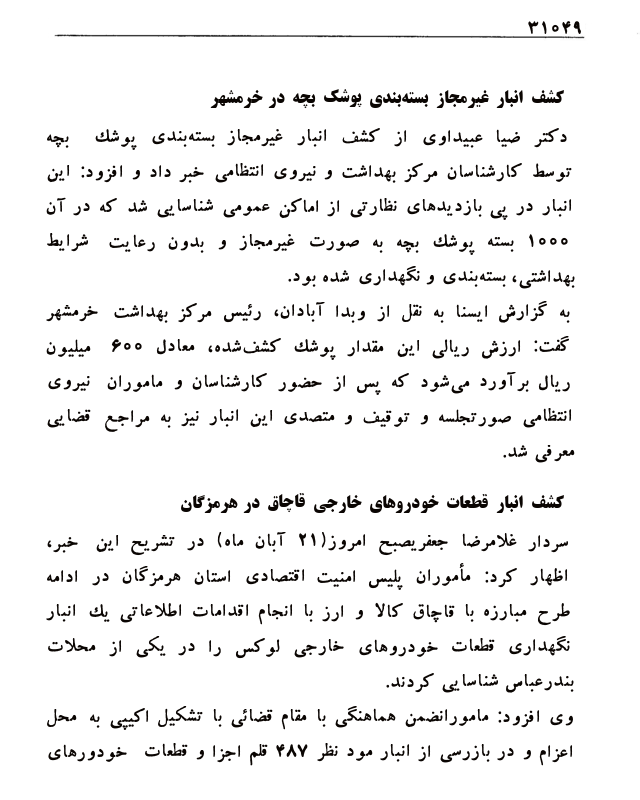 ۳۱۰۴۹
کشف انبار غیرمجاز بسته‌بندی پوشک بچه در خرمشهر
دکتر ضیا عبیداوی از کشف انبار غیرمجاز بسته‌بندی پوشك بچه
توسط کارشناسان مرکز بهداشت و نیروی انتظامی خبر داد و افزود: این
انبار در پی بازدیدهای نظارتی از اماکن عمومی شناسایی شد که در آن
۱۰۰۰ بسته پوشك بچه به صورت غیرمجاز و بدون رعایت شرایط
بهداشتی، بسته‌بندی و نگهداری شده بود.
به گزارش ایسنا به نقل از وبدا آبادان، رئیس مرکز بهداشت خرمشهر
گفت: ارزش ریالی این مقدار پوشك کشف‌شده، معادل ۶۰۰ میلیون
ریال برآورد می‌شود که پس از حضور کارشناسان و ماموران نیروی
انتظامی صورتجلسه و توقیف و متصدی این انبار نیز به مراجع قضایی
معرفی شد.
کشف انبار قطعات خودروهای خارجی قاچاق در هرمزگان
سردار غلامرضا جعفریصبح امروز(۲۱ آبان ماه) در تشریح این خبر،
اظهار کرد: مأموران پلیس امنیت اقتصادی استان هرمزگان در ادامه
طرح مبارزه با قاچاق کالا و ارز با انجام اقدامات اطلاعاتی یك انبار
نگهداری قطعات خودروهای خارجی لوکس را در یکی از محلات
بندرعباس شناسایی کردند.
وی افزود: مامورانضمن هماهنگی با مقام قضائی با تشکیل اکیپی به محل
اعزام و در بازرسی از انبار مود نظر ۴۸۷ قلم اجزا و قطعات خودورهای